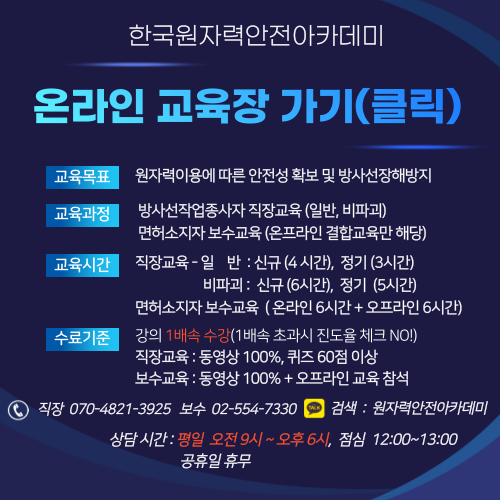 한국원자력안전아카데미
온라인 교육장 가기(클릭)
교육목표 원자력이용에 따른 안전성 확보 및 방사선장해방지
교육과정 방사선작업종사자 직장교육 (일반, 비파괴)
면허소지자 보수교육 (온프라인 결합교육만 해당)
교육시간 직장교육 - 일 반 : 신규 (4 시간), 정기 (3시간)
비파괴 : 신규 (6시간), 정기 (5시간)
면허소지자 보수교육 ( 온라인 6시간 + 오프라인 6시간)
수료기준 강의 1배속 수강(1배속 초과시 진도율 체크 NO!)
직장교육 : 동영상 100%, 퀴즈 60점 이상
보수교육 : 동영상 100% + 오프라인 교육 참석
직장 070-4821-3925 보수 02-554-7330 TALK 검색 : 원자력안전아카데미
상담 시간 : 평일 오전 9시 ~ 오후 6시, 점심 12:00~13:00
공휴일 휴무